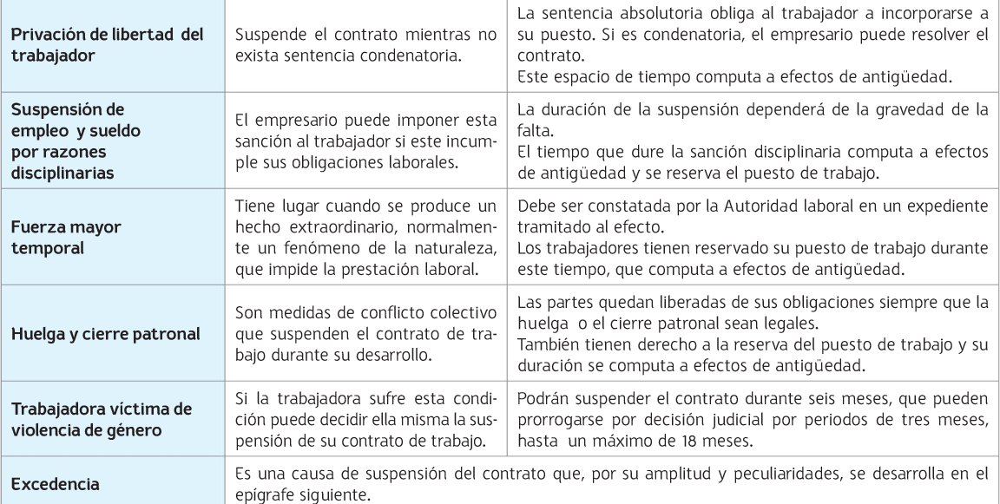 Privación de libertad del
trabajador
Suspende el contrato mientras no
exista sentencia condenatoria.
La sentencia absolutoria obliga al trabajador a incorporarse a
su puesto. Si es condenatoria, el empresario puede resolver el
contrato.
Este espacio de tiempo computa a efectos de antigüedad.
Suspensión de
empleo y sueldo
por razones
disciplinarias
El empresario puede imponer esta
sanción al trabajador si este incum-
ple sus obligaciones laborales.
La duración de la suspensión dependerá de la gravedad de la
falta.
El tiempo que dure la sanción disciplinaria computa a efectos
de antigüedad y se reserva el puesto de trabajo.
Fuerza mayor
temporal
Tiene lugar cuando se produce un
hecho extraordinario, normalmen-
te un fenómeno de la naturaleza,
que impide la prestación laboral.
Debe ser constatada por la Autoridad laboral en un expediente
tramitado al efecto.
Los trabajadores tienen reservado su puesto de trabajo durante
este tiempo, que computa a efectos de antigüedad.
Huelga y cierre patronal
Son medidas de conflicto colectivo
que suspenden el contrato de tra-
bajo durante su desarrollo.
Las partes quedan liberadas de sus obligaciones siempre que la
huelga o el cierre patronal sean legales.
También tienen derecho a la reserva del puesto de trabajo y su
duración se computa a efectos de antigüedad.
Trabajadora víctima de
violencia de género
Si la trabajadora sufre esta condi-
ción puede decidir ella misma la sus-
pensión de su contrato de trabajo.
Podrán suspender el contrato durante seis meses, que pueden
prorrogarse por decisión judicial por periodos de tres meses,
hasta un máximo de 18 meses.
Excedencia
Es una causa de suspensión del contrato que, por su amplitud y peculiaridades, se desarrolla en el
epígrafe siguiente.